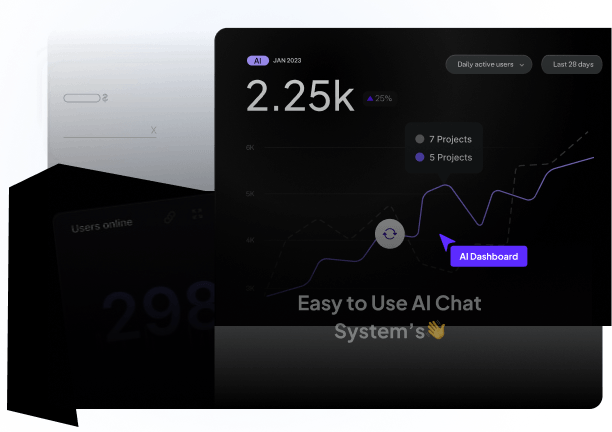 AI JAN 2023
Daily active users
Last 28 days
2.25k
25%
7 Projects
5 Projects
6K
5K
4K
Users online
298
AI Dashboard
Easy to Use AI Chat
System's👋